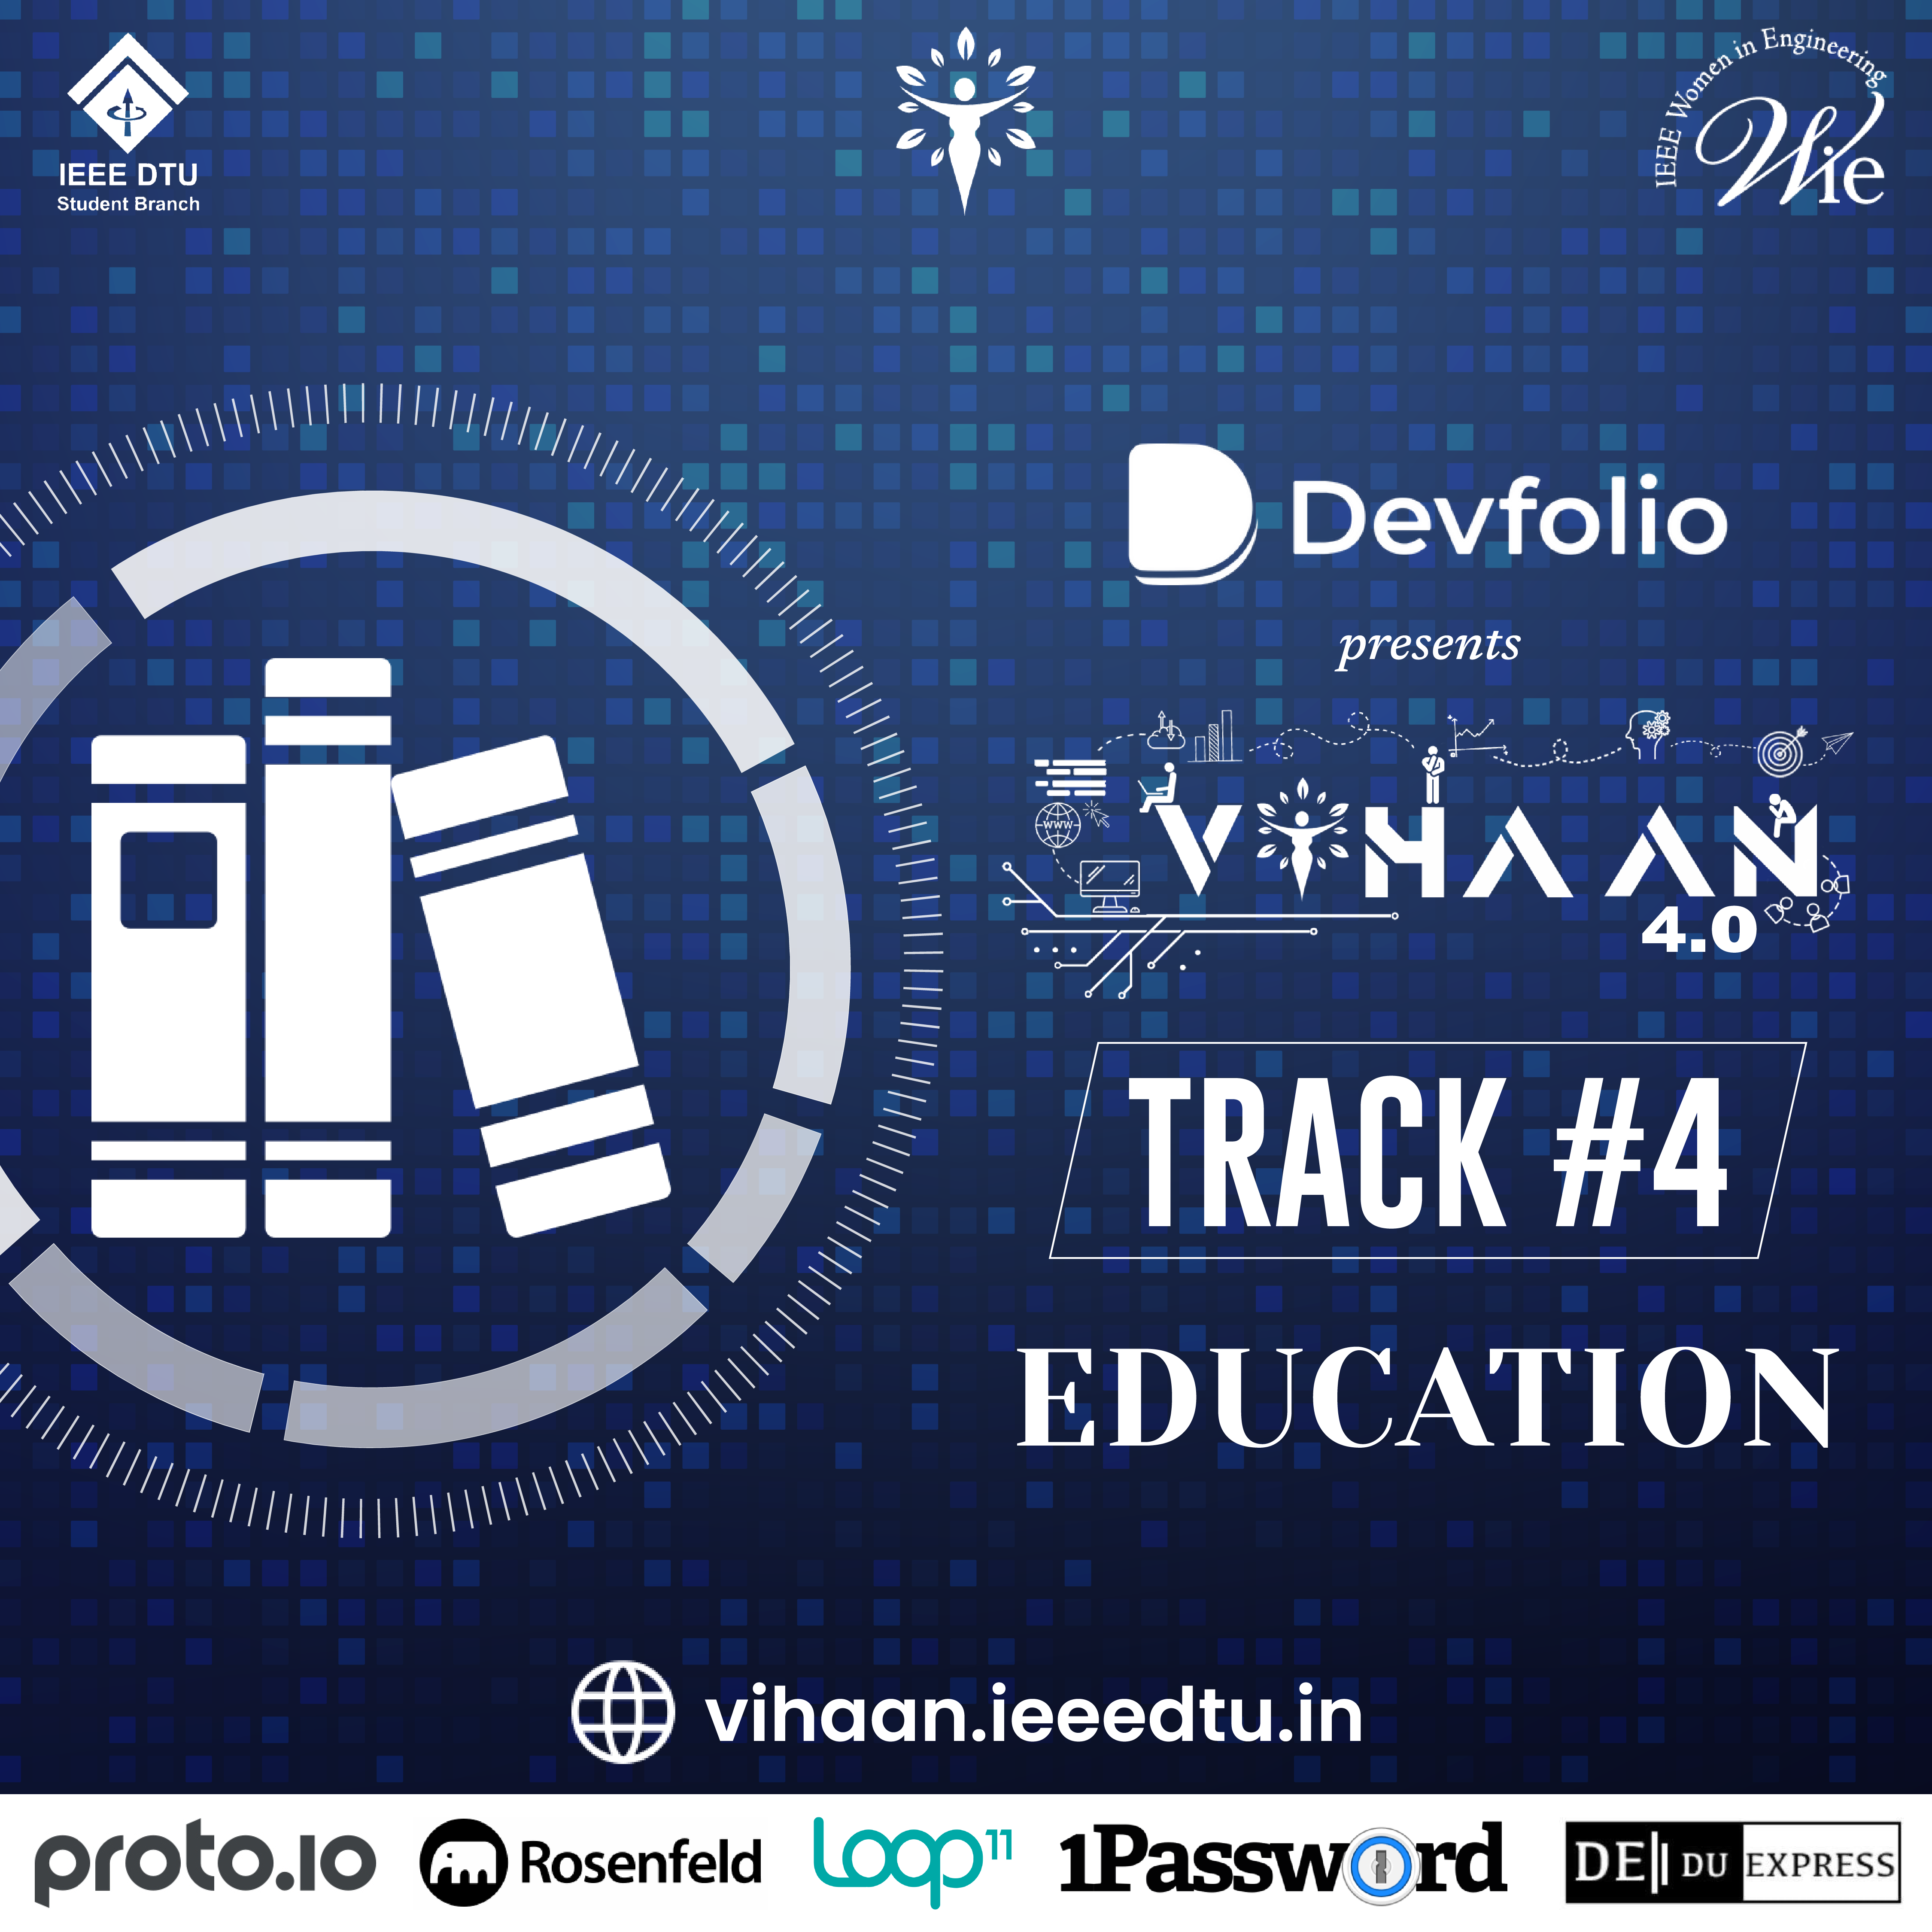 IEEE DTU
Student Branch
IEEE Women in Engineering
Wie
Devfolio
presents
www
VIHAAN
4.0
TRACK #4
EDUCATION
vihaan.ieeedtu.in
proto.io
Rosenfeld
Loop11
1Password
DE|| DU EXPRESS